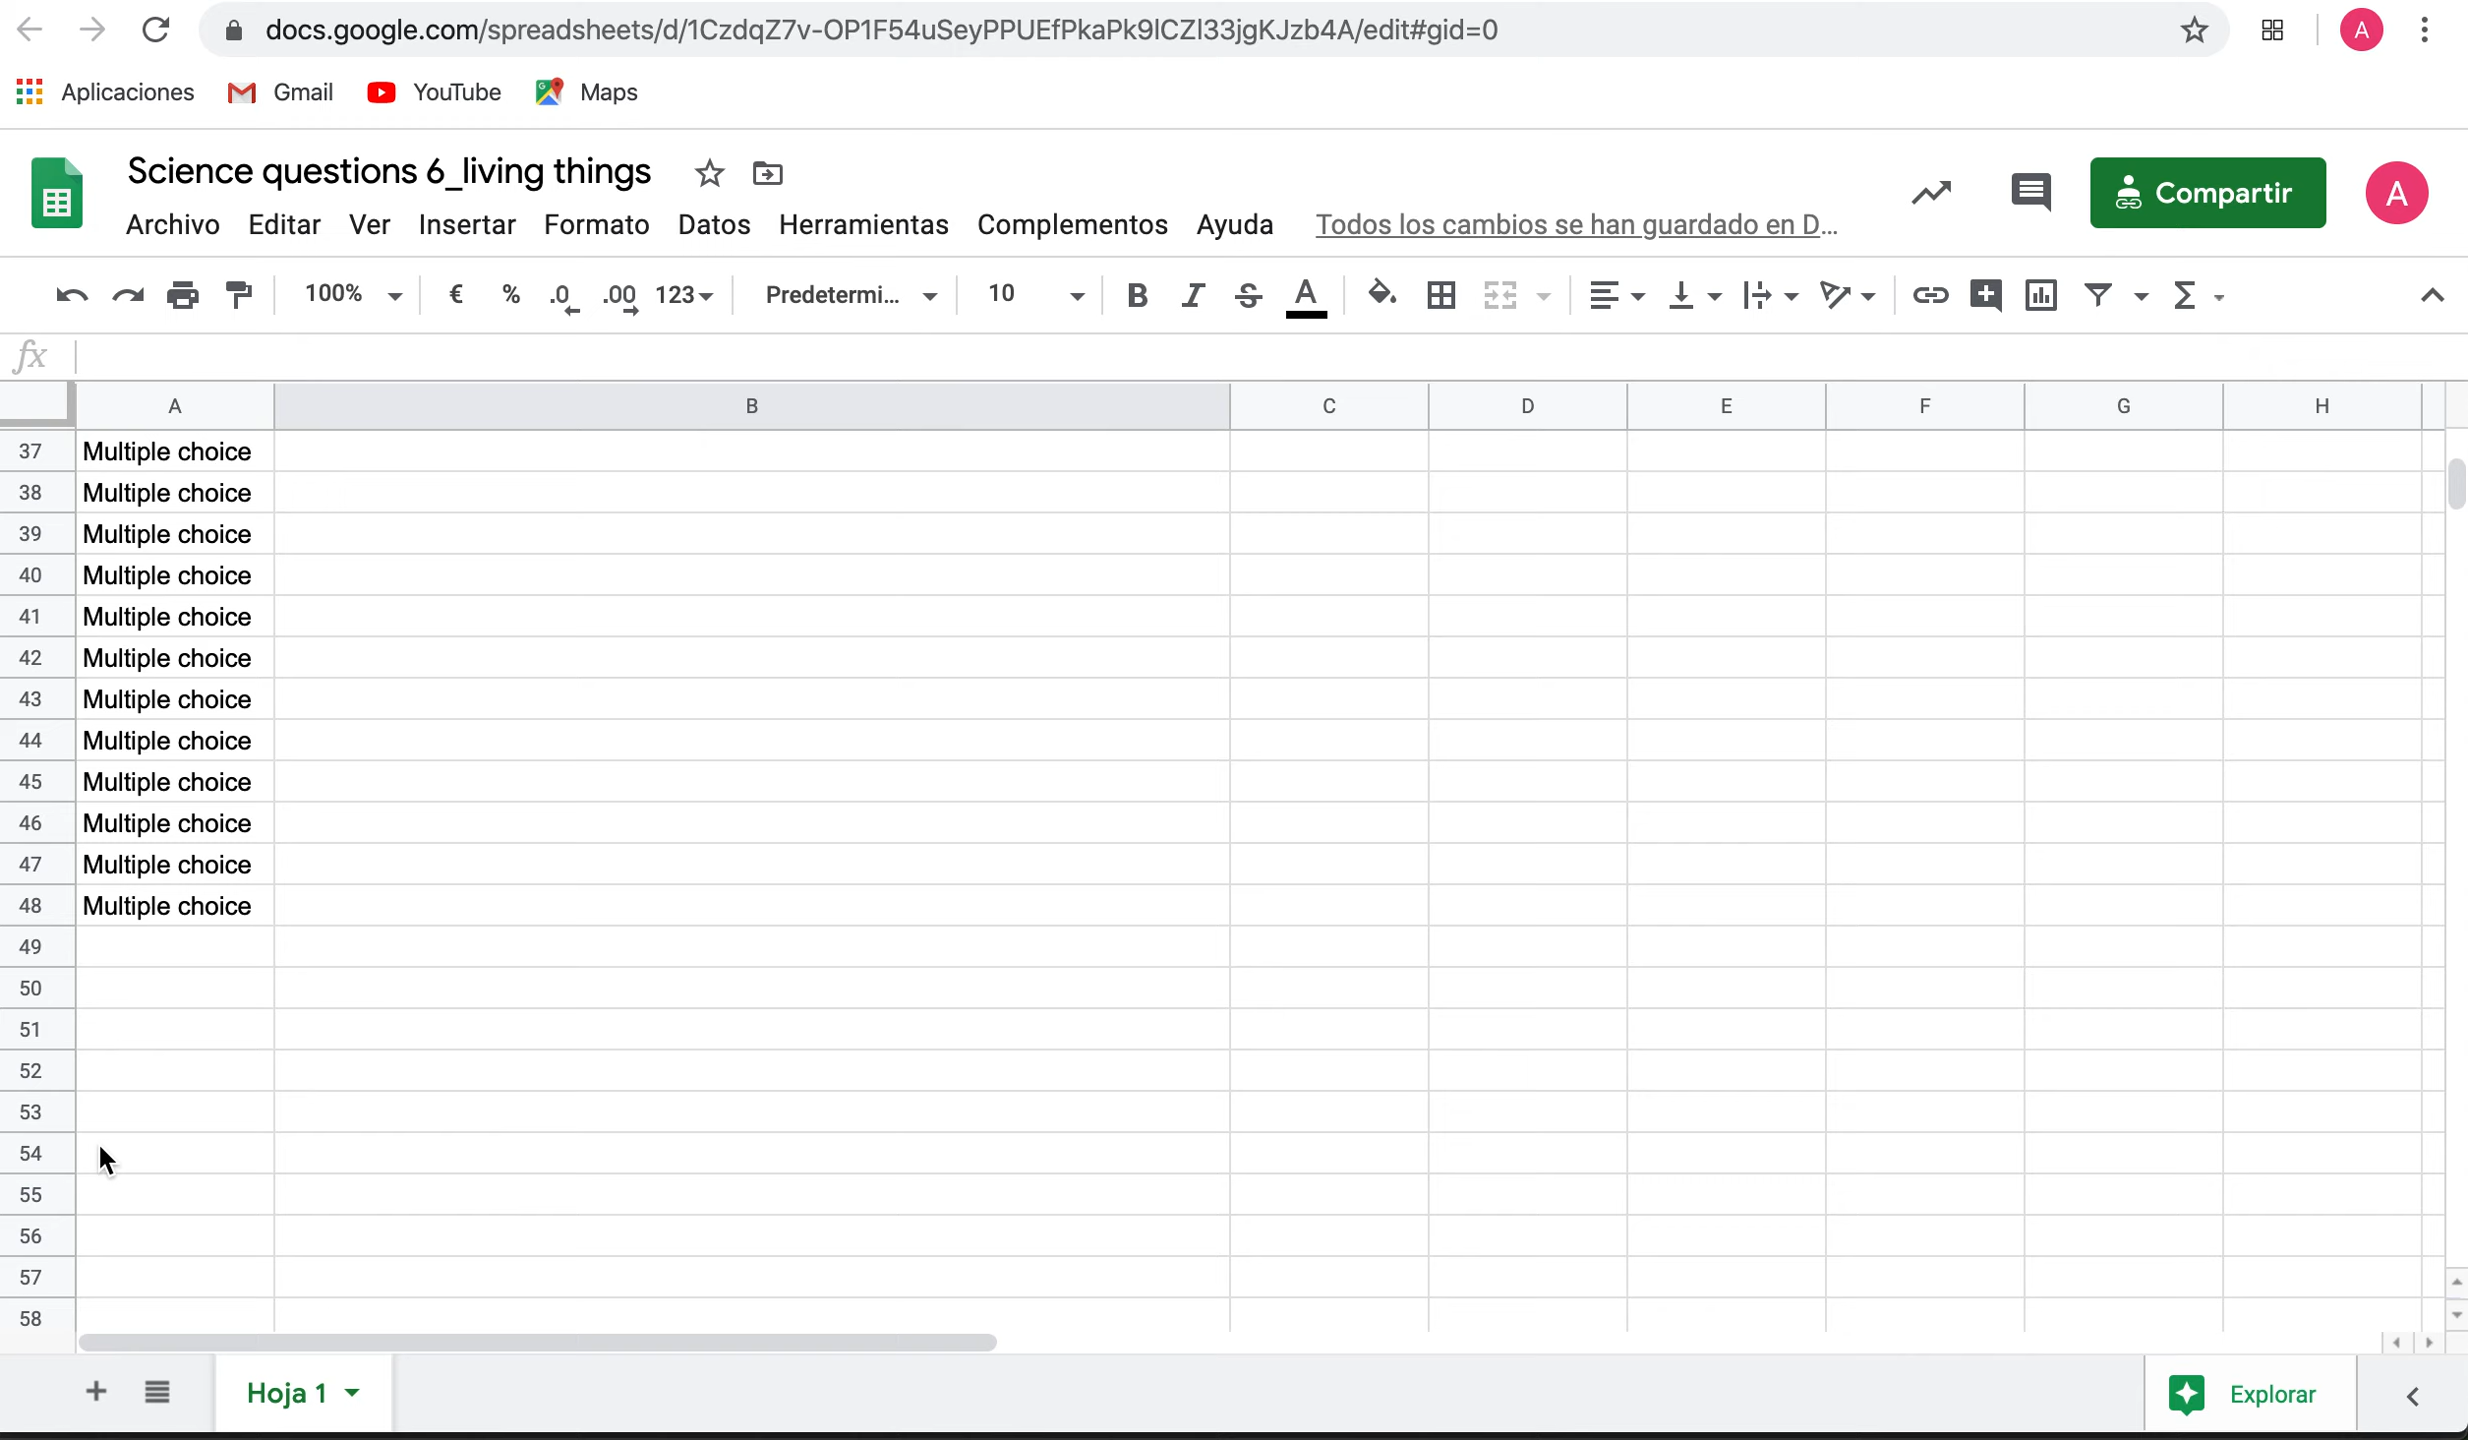 docs.google.com/spreadsheets/d/1CzdqZ7v-OP1F54uSeyPPUEfPkaPk9lCZl33jgKJzb4A/edit#gid=0
A
Aplicaciones Gmail YouTube Maps
Science questions 6_living things
Archivo Editar Ver Insertar Formato Datos Herramientas Complementos Ayuda Todos los cambios se han guardado en D...
Compartir
A
100% € % .0 .00 123 Predetermi... 10 B I S A
fx
A B C D E F G H
37 Multiple choice
38 Multiple choice
39 Multiple choice
40 Multiple choice
41 Multiple choice
42 Multiple choice
43 Multiple choice
44 Multiple choice
45 Multiple choice
46 Multiple choice
47 Multiple choice
48 Multiple choice
49
50
51
52
53
54
55
56
57
58
Hoja 1
Explorar